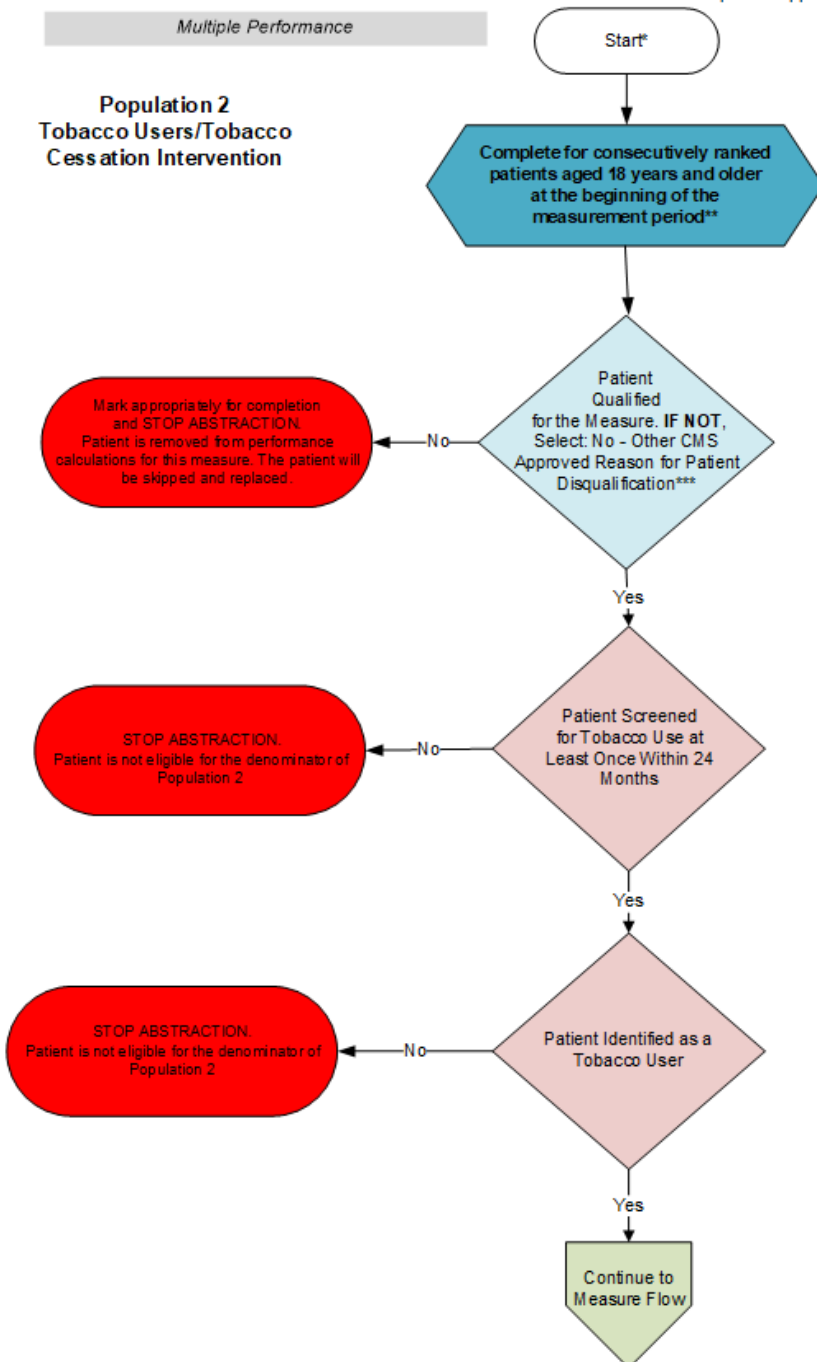 Multiple Performance
Start*
Population 2
Tobacco Users/Tobacco
Cessation Intervention
Complete for consecutively ranked
patients aged 18 years and older
at the beginning of the
measurement period**
Patient
Qualified
for the Measure. IF NOT,
Select: No - Other CMS
Approved Reason for Patient
Disqualification***
No
Mark appropriately for completion
and STOP ABSTRACTION.
Patient is removed from performance
calculations for this measure. The patient will
be skipped and replaced.
Yes
Patient Screened
for Tobacco Use at
Least Once Within 24
Months
No
STOP ABSTRACTION.
Patient is not eligible for the denominator of
Population 2
Yes
Patient Identified as a
Tobacco User
No
STOP ABSTRACTION.
Patient is not eligible for the denominator of
Population 2
Yes
Continue to
Measure Flow